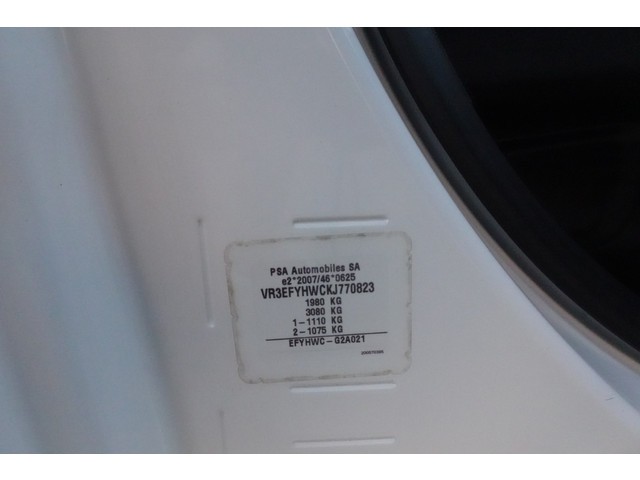 PSA Automobiles SA
e2*2007/46*0625
VR3EFYHWCKJ770823
1980 KG
3080 KG
1-1110 KG
2-1075 KG
EFYHWC-G2A021